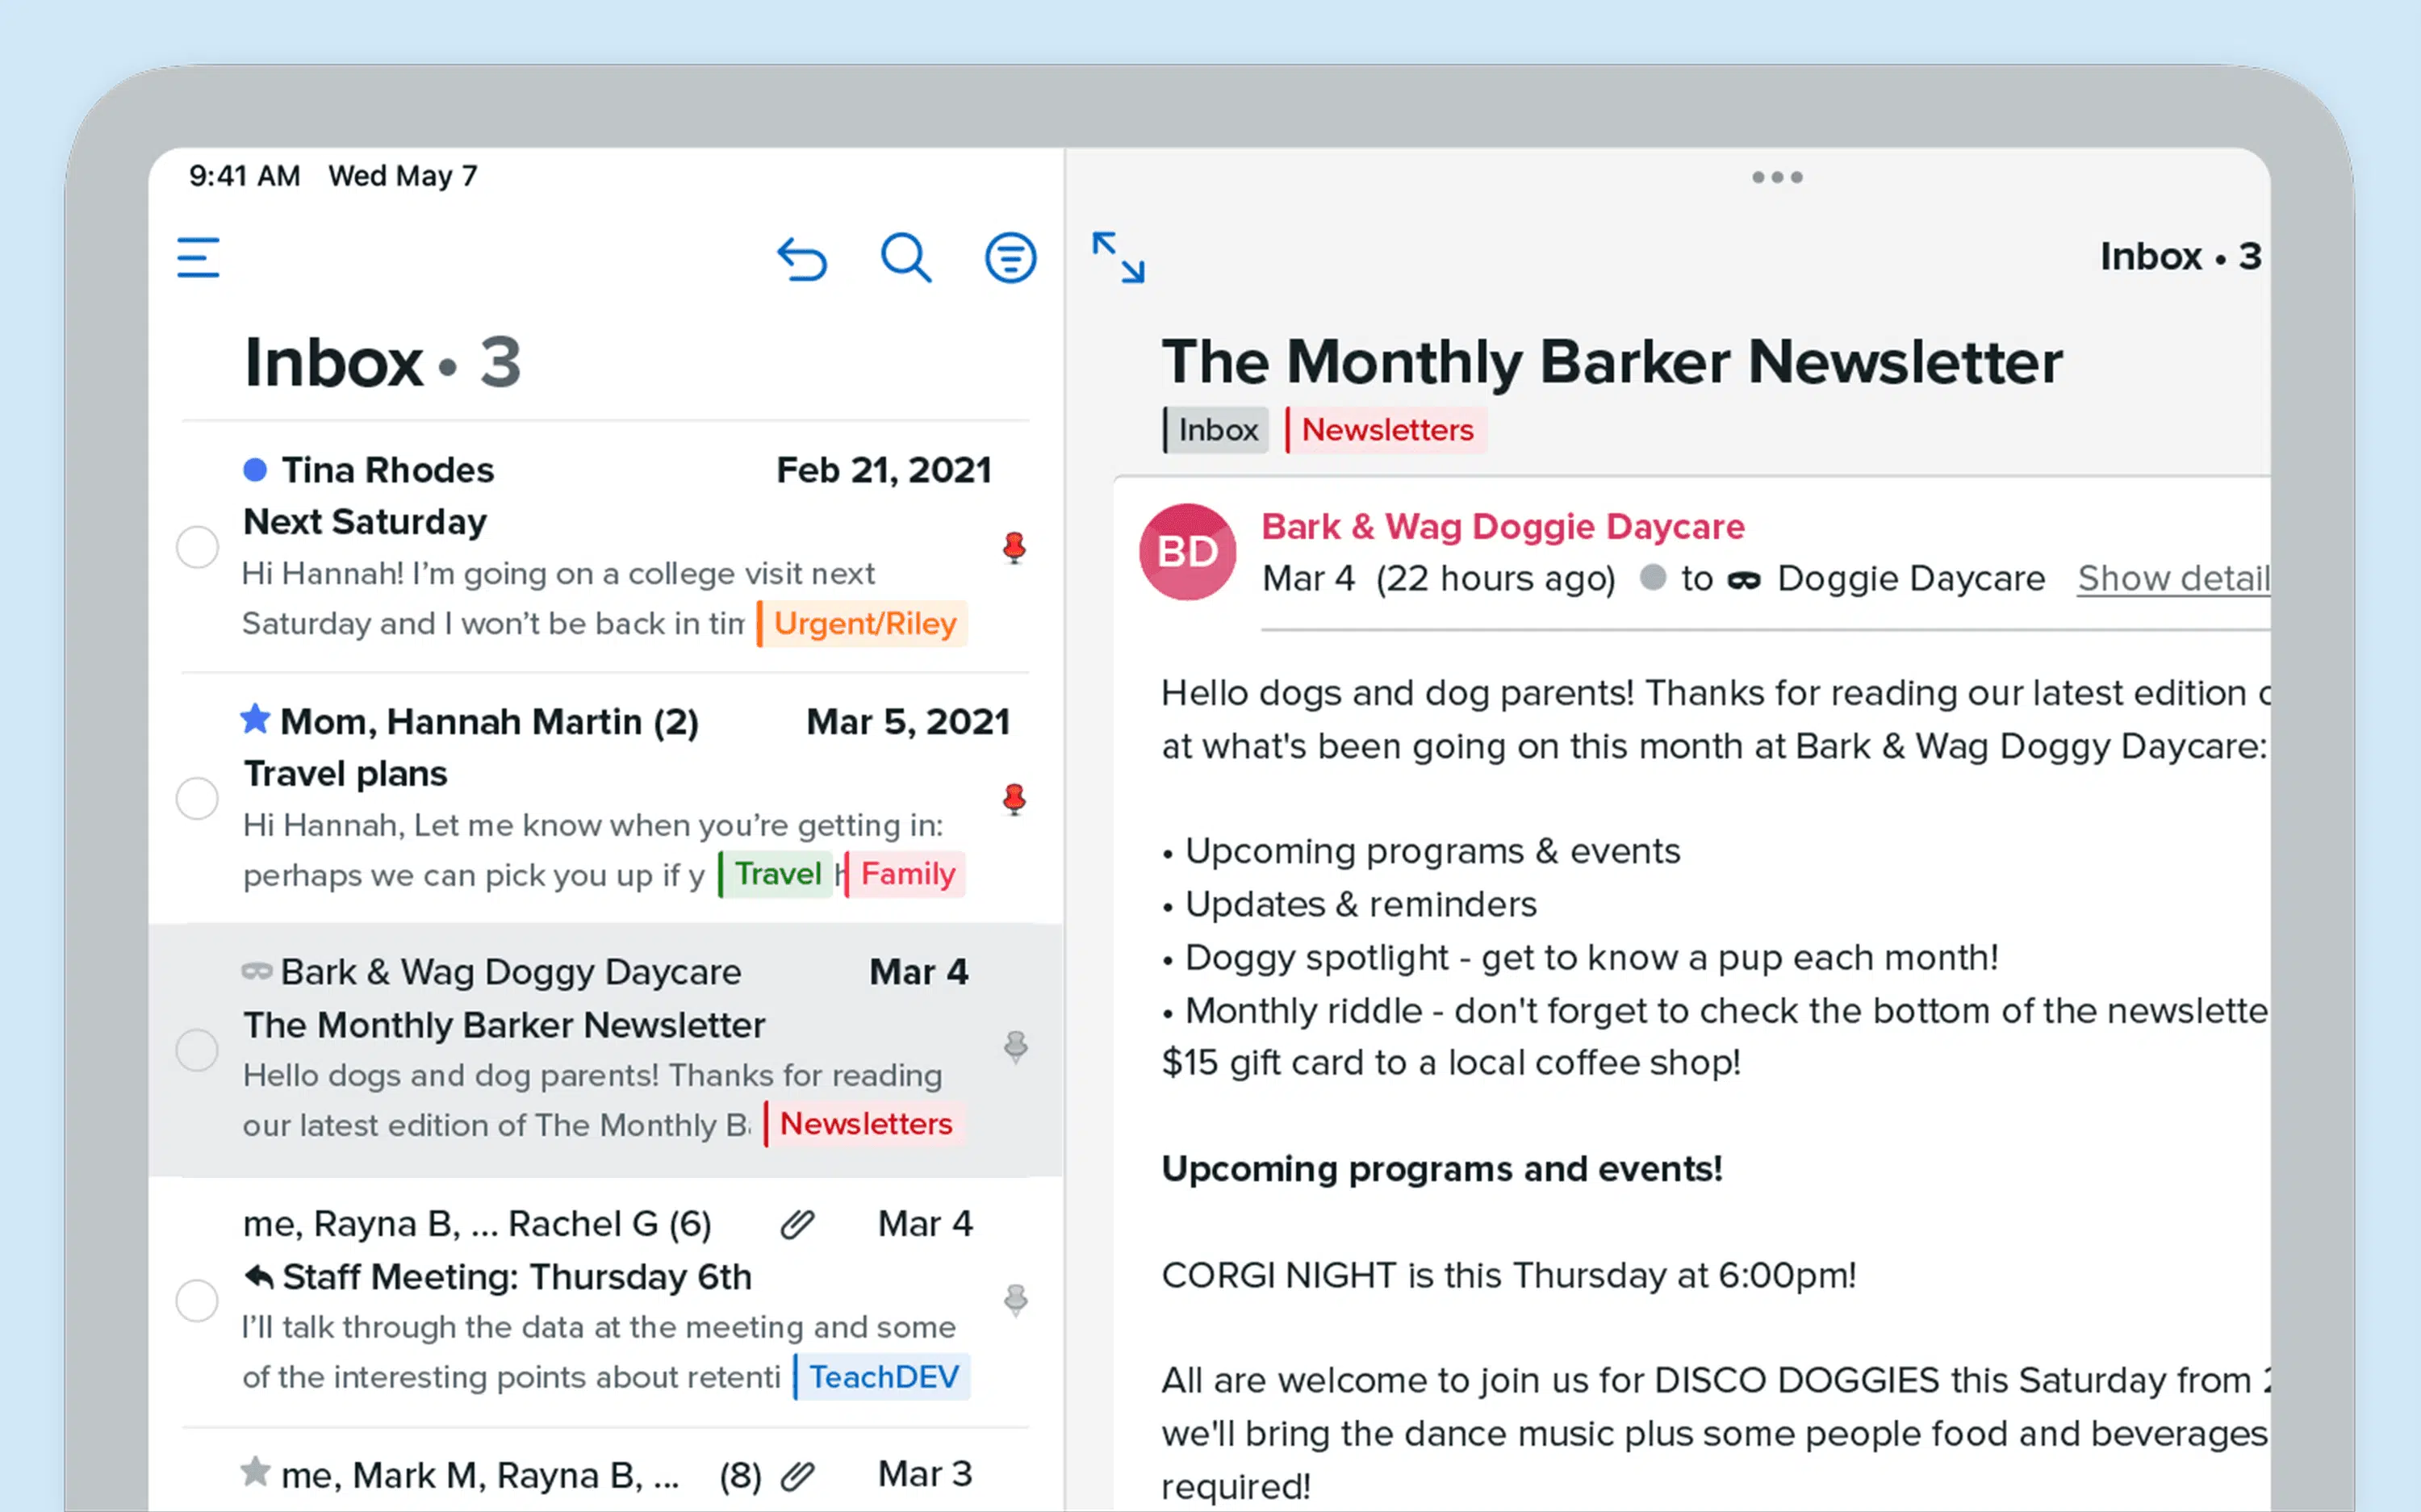 9:41 AM Wed May 7
Inbox • 3
Tina Rhodes Feb 21, 2021
Next Saturday
Hi Hannah! I'm going on a college visit next
Saturday and I won't be back in tim Urgent/Riley
Mom, Hannah Martin (2) Mar 5, 2021
Travel plans
Hi Hannah, Let me know when you're getting in:
perhaps we can pick you up if y Travel Family
Bark & Wag Doggy Daycare Mar 4
The Monthly Barker Newsletter
Hello dogs and dog parents! Thanks for reading
our latest edition of The Monthly B Newsletters
me, Rayna B, ... Rachel G (6) Mar 4
Staff Meeting: Thursday 6th
I'll talk through the data at the meeting and some
of the interesting points about retenti TeachDEV
me, Mark M, Rayna B, ... (8) Mar 3
Inbox • 3
The Monthly Barker Newsletter
Inbox Newsletters
BD
Bark & Wag Doggie Daycare
Mar 4 (22 hours ago) to Doggie Daycare Show detail
Hello dogs and dog parents! Thanks for reading our latest edition
at what's been going on this month at Bark & Wag Doggy Daycare:
• Upcoming programs & events
• Updates & reminders
• Doggy spotlight - get to know a pup each month!
• Monthly riddle - don't forget to check the bottom of the newslette
$15 gift card to a local coffee shop!
Upcoming programs and events!
CORGI NIGHT is this Thursday at 6:00pm!
All are welcome to join us for DISCO DOGGIES this Saturday from
we'll bring the dance music plus some people food and beverages
required!